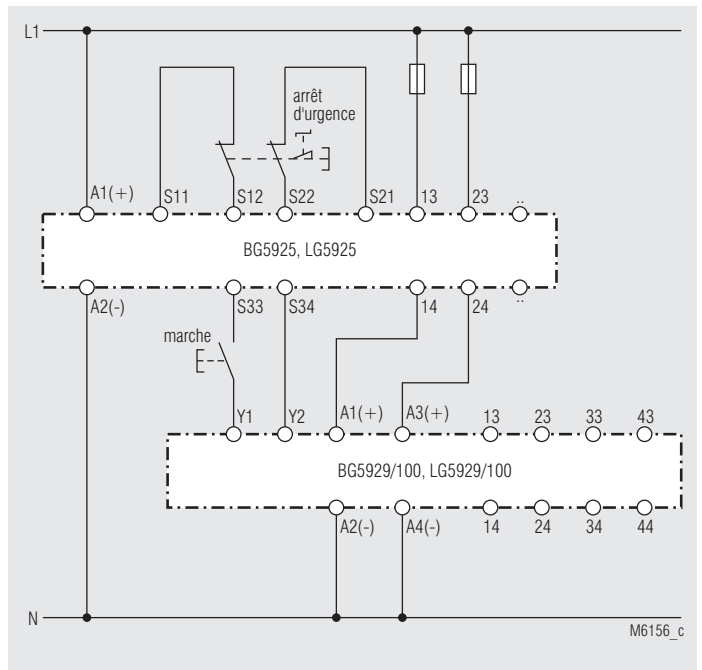 L1
arrêt
d'urgence
A1(+) S11 S12 S22 S21 13 23 ..
BG5925, LG5925
A2(-) S33 S34 14 24 ..
marche
Y1 Y2 A1(+) A3(+) 13 23 33 43
BG5929/100, LG5929/100
A2(-) A4(-) 14 24 34 44
N
M6156_c